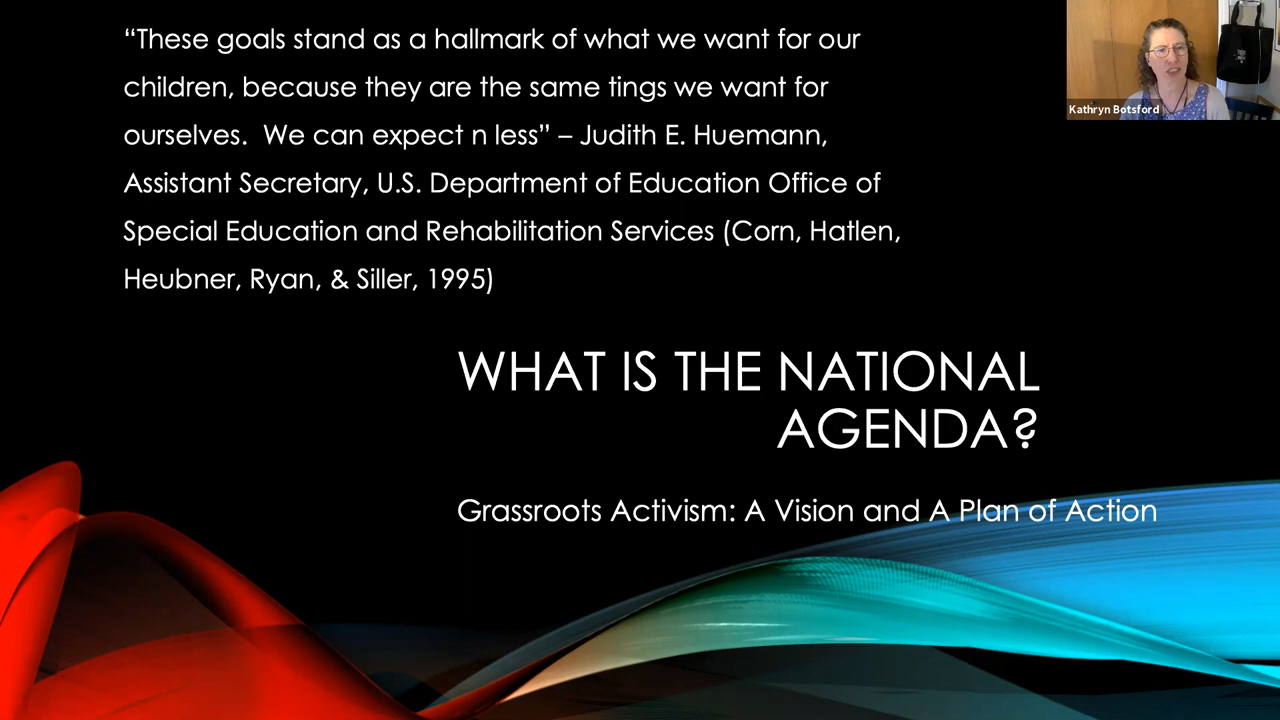 “These goals stand as a hallmark of what we want for our
children, because they are the same tings we want for
ourselves.  We can expect n less” – Judith E. Huemann,
Assistant Secretary, U.S. Department of Education Office of
Special Education and Rehabilitation Services (Corn, Hatlen,
Heubner, Ryan, & Siller, 1995)
Kathryn Botsford
WHAT IS THE NATIONAL
AGENDA?
Grassroots Activism: A Vision and A Plan of Action